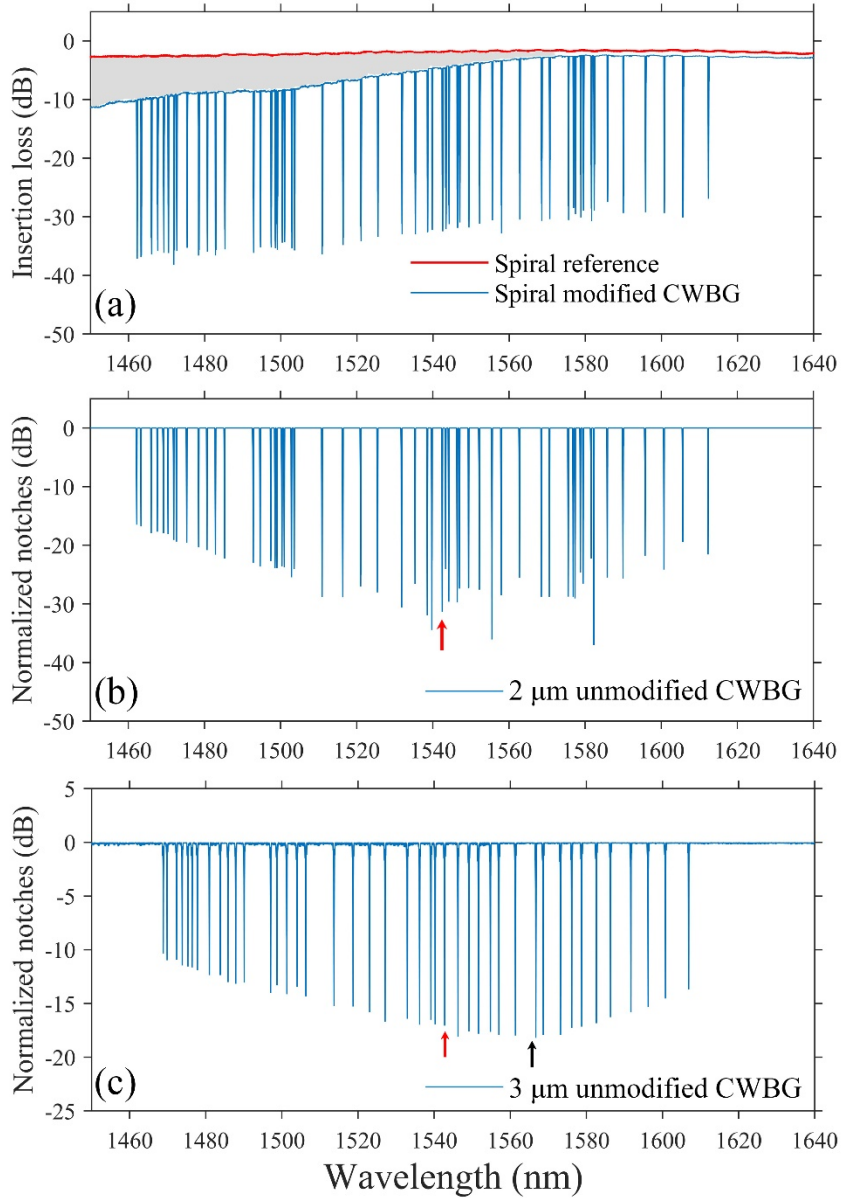 0
-10
-20
-30
-40
-50
Insertion loss (dB)
Spiral reference
Spiral modified CWBG
(a)
1460 1480 1500 1520 1540 1560 1580 1600 1620 1640
0
-10
-20
-30
-40
-50
Normalized notches (dB)
(b)
2 μm unmodified CWBG
1460 1480 1500 1520 1540 1560 1580 1600 1620 1640
5
0
-5
-10
-15
-20
-25
Normalized notches (dB)
(c)
3 μm unmodified CWBG
1460 1480 1500 1520 1540 1560 1580 1600 1620 1640
Wavelength (nm)